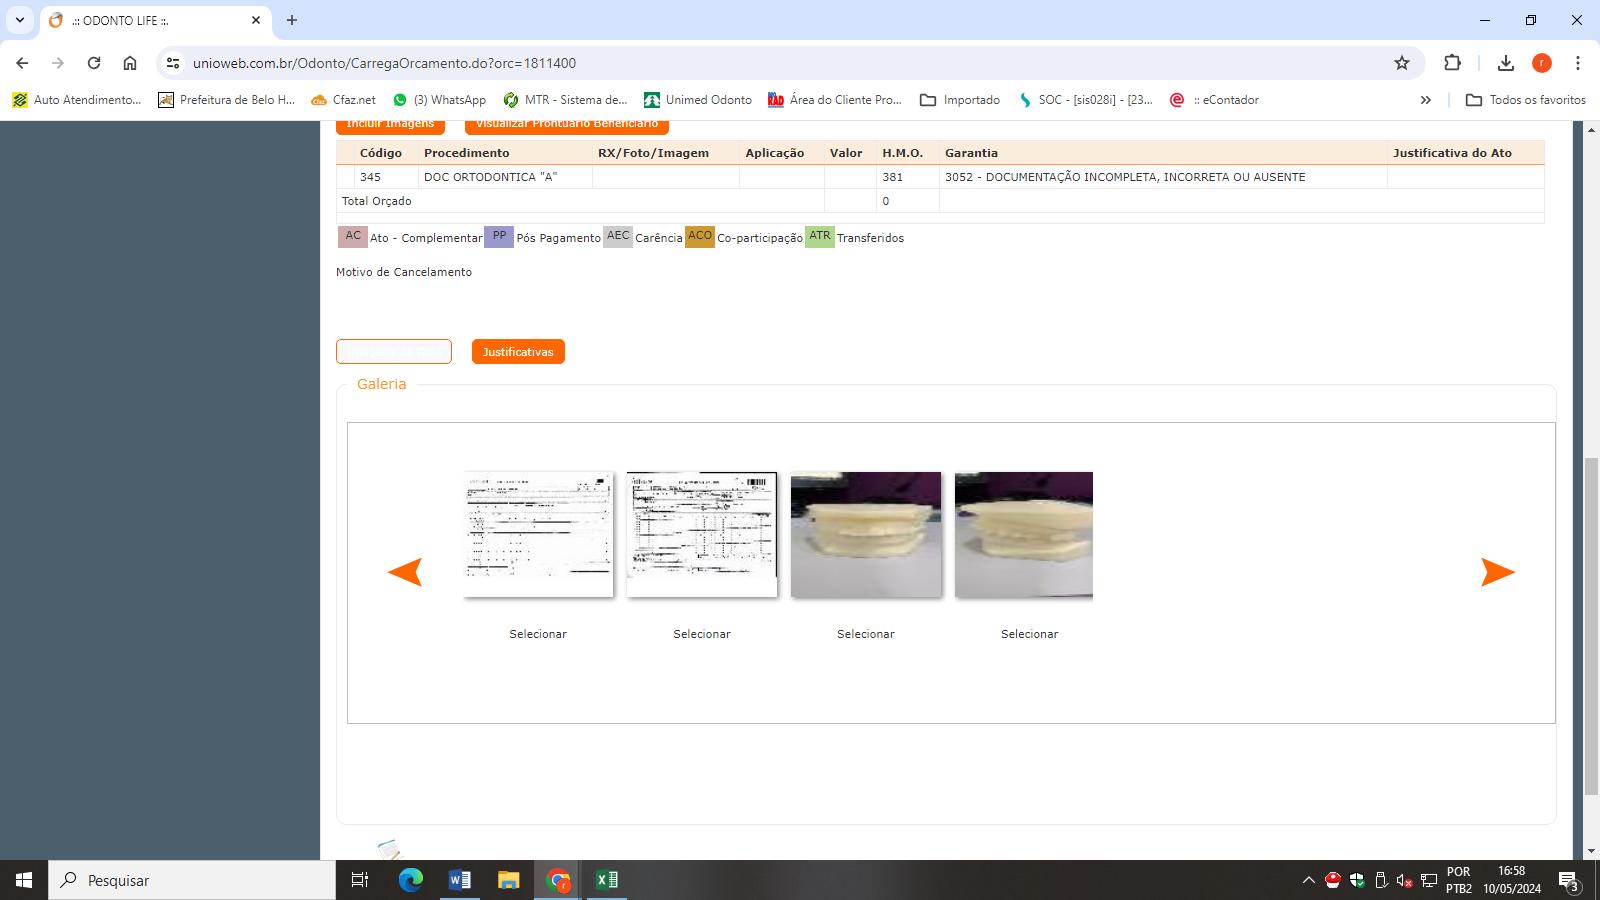 .:: ODONTO LIFE ::.
unioweb.com.br/Odonto/CarregaOrcamento.do?orc=1811400
r
Auto Atendimento...
Prefeitura de Belo H...
Cfaz.net
(3) WhatsApp
MTR - Sistema de...
Unimed Odonto
Área do Cliente Pro...
Importado
SOC - [sis028i] - [23...
:: eContador
Todos os favoritos
Incluir Imagens
Visualizar Prontuário Beneficiário
Código Procedimento RX/Foto/Imagem Aplicação Valor H.M.O. Garantia Justificativa do Ato
345 DOC ORTODONTICA "A" 381 3052 - DOCUMENTAÇÃO INCOMPLETA, INCORRETA OU AUSENTE
Total Orçado 0
AC Ato - Complementar PP Pós Pagamento AEC Carência ACO Co-participação ATR Transferidos
Motivo de Cancelamento
Justificativas
Galeria
Selecionar Selecionar Selecionar Selecionar
Pesquisar
r
POR
PTB2
16:58
10/05/2024
3